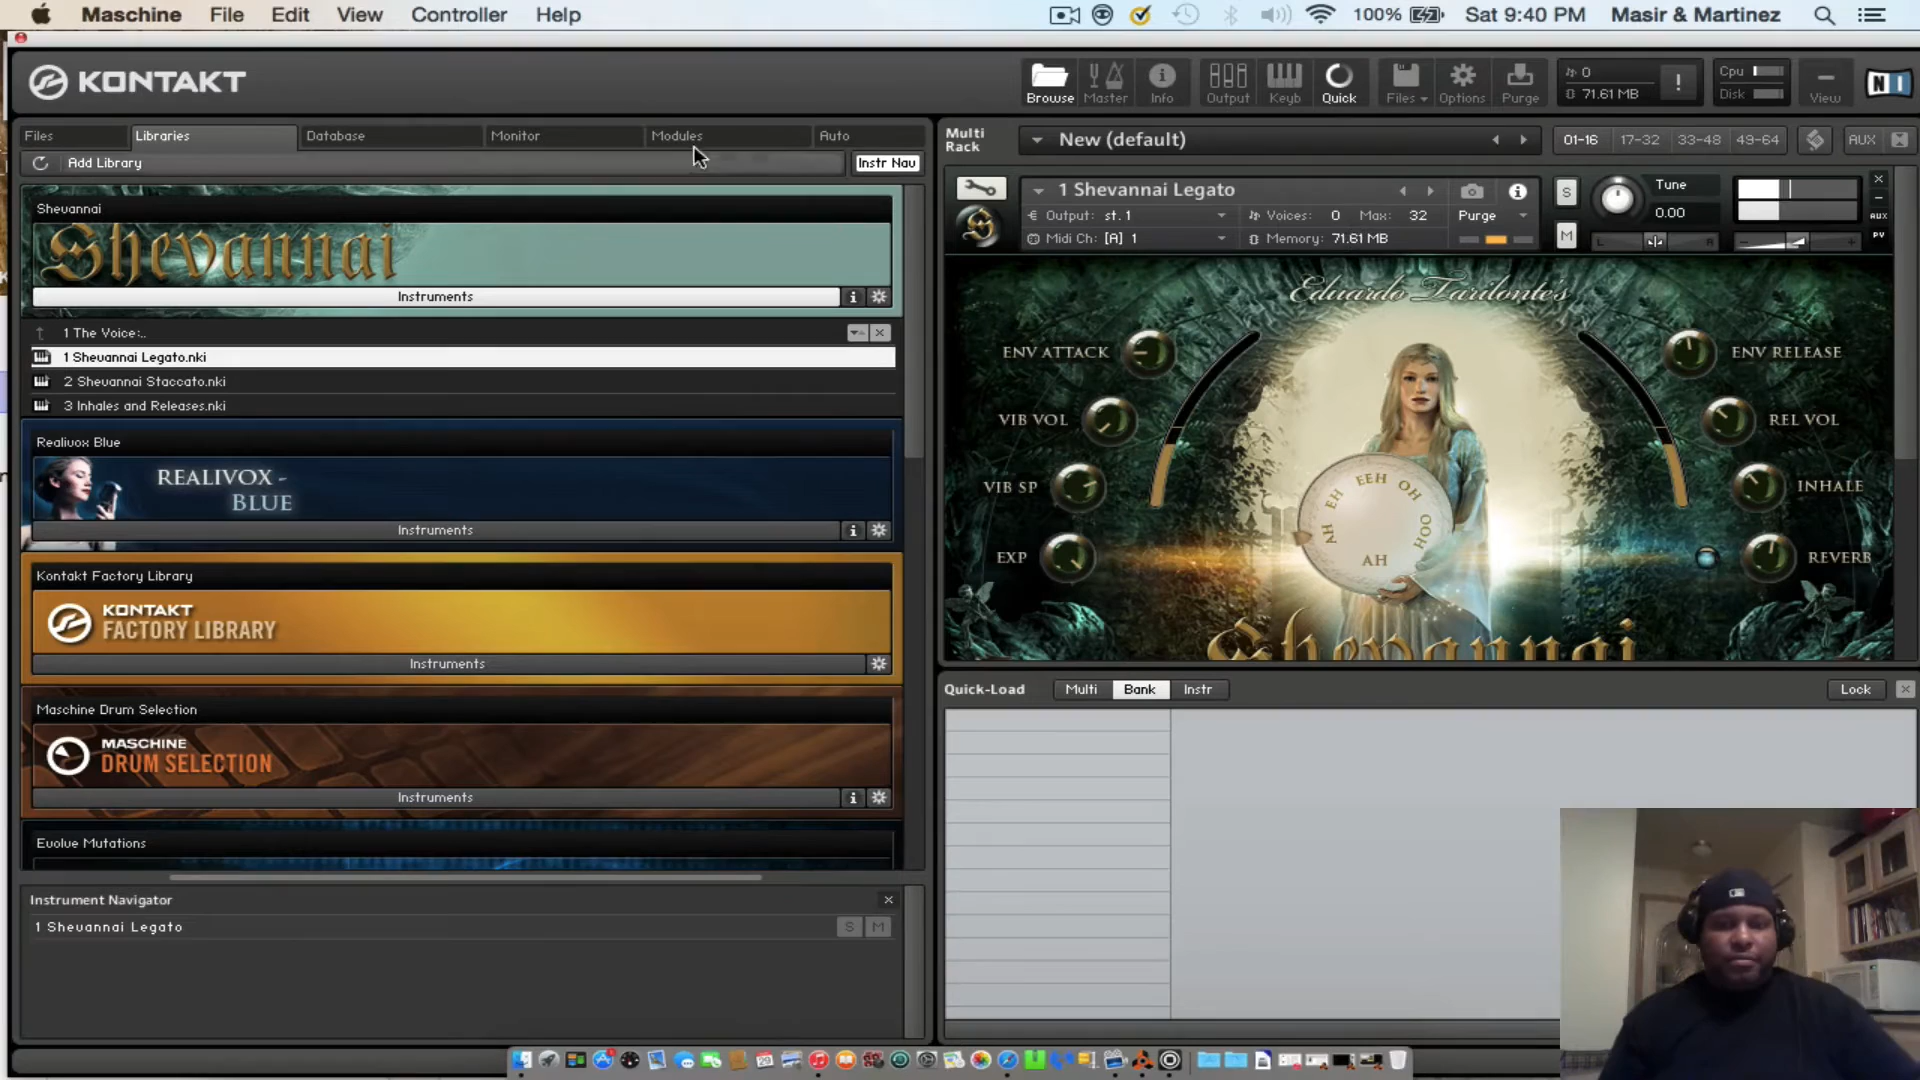 Maschine File Edit View Controller Help
100% Sat 9:40 PM Masir & Martinez
KONTAKT
Browse Master Info Output Keyb Quick Files Options Purge
0
71.61 MB
!
Cpu
Disk
View
NI
Files Libraries Database Monitor Modules Auto
Add Library Instr Nav
Shevannai
Shevannai
Instruments
1 The Voice:..
1 Shevannai Legato.nki
2 Shevannai Staccato.nki
3 Inhales and Releases.nki
Realivox Blue
REALIVOX -
BLUE
Instruments
Kontakt Factory Library
KONTAKT
FACTORY LIBRARY
Instruments
Maschine Drum Selection
MASCHINE
DRUM SELECTION
Instruments
Evolve Mutations
Instrument Navigator
1 Shevannai Legato S M
Multi
Rack
New (default)
01-16 17-32 33-48 49-64 AUX
1 Shevannai Legato
Output: st. 1 Voices: 0 Max: 32 Purge
Midi Ch: [A] 1 Memory: 71.61 MB
S
M
Tune
0.00
L R
AUX
PV
Eduardo Tarilonte's
ENV ATTACK ENV RELEASE
VIB VOL REL VOL
VIB SP INHALE
EXP REVERB
NH EH EEH OH OOH
AH
Shevannai
Quick-Load Multi Bank Instr Lock